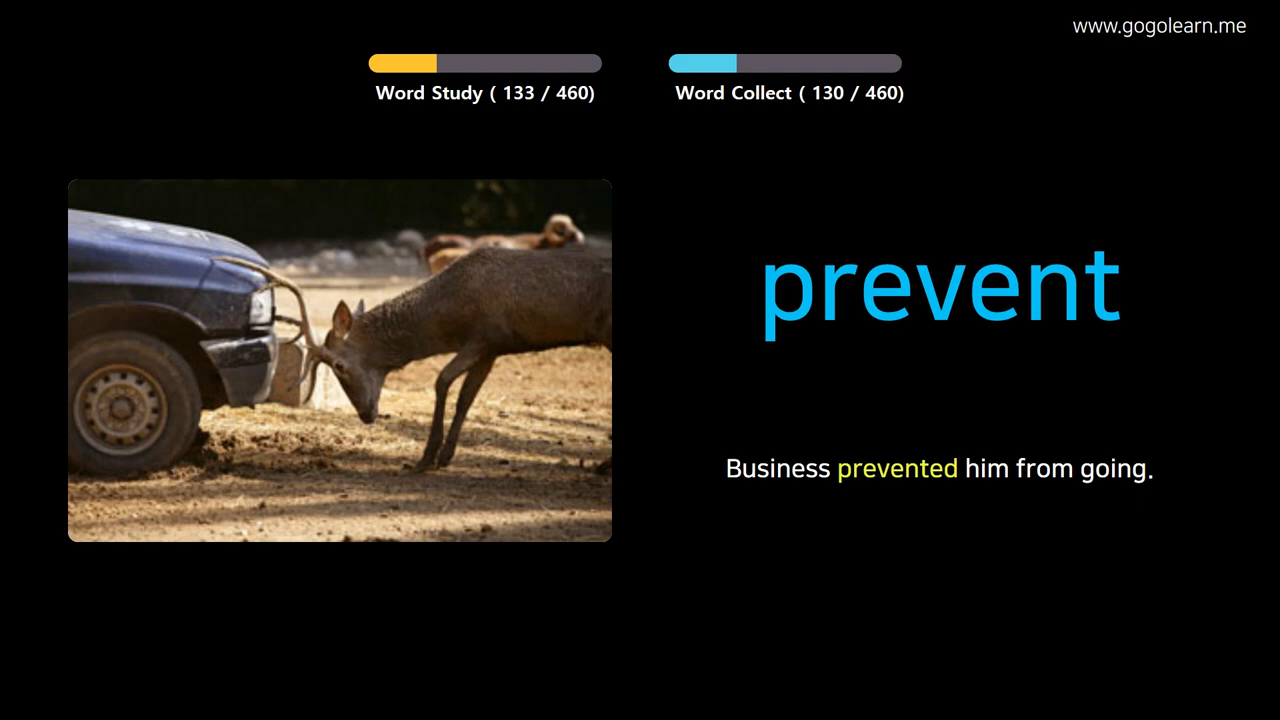 www.gogolearn.me
Word Study ( 133 / 460)
Word Collect ( 130 / 460)
prevent
Business prevented him from going.